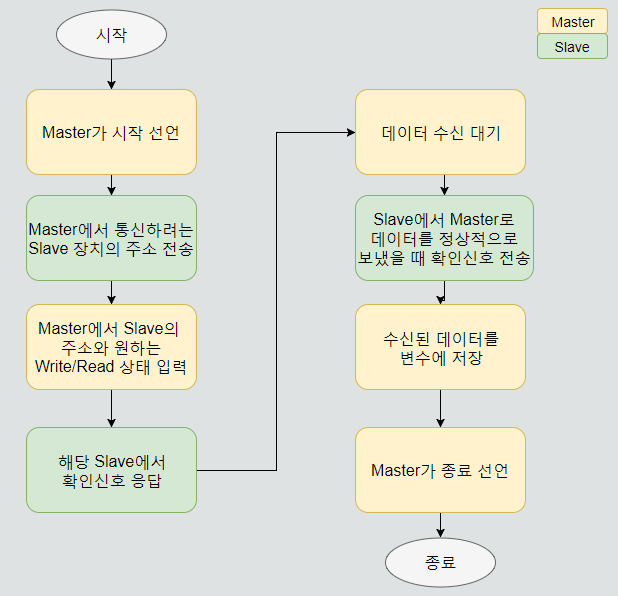 시작
Master
Slave
Master가 시작 선언
Master에서 통신하려는
Slave 장치의 주소 전송
Master에서 Slave의
주소와 원하는
Write/Read 상태 입력
해당 Slave에서
확인신호 응답
데이터 수신 대기
Slave에서 Master로
데이터를 정상적으로
보냈을 때 확인신호 전송
수신된 데이터를
변수에 저장
Master가 종료 선언
종료